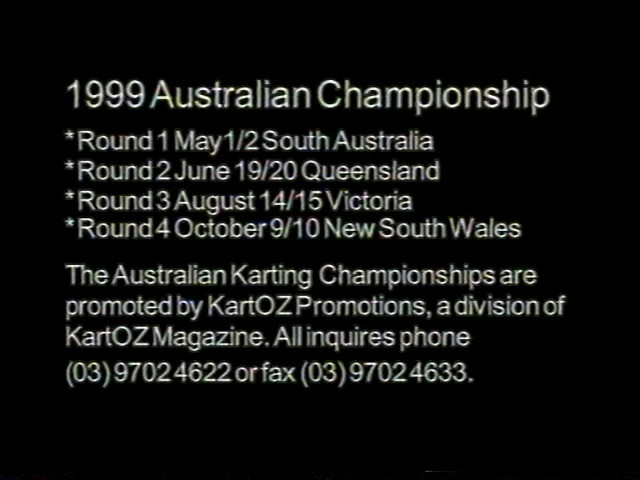 1999 Australian Championship
* Round 1 May 1/2 South Australia
* Round 2 June 19/20 Queensland
* Round 3 August 14/15 Victoria
* Round 4 October 9/10 New South Wales
The Australian Karting Championships are
promoted by KartOZ Promotions, a division of
KartOZ Magazine. All inquires phone
(03) 9702 4622 or fax (03) 9702 4633.